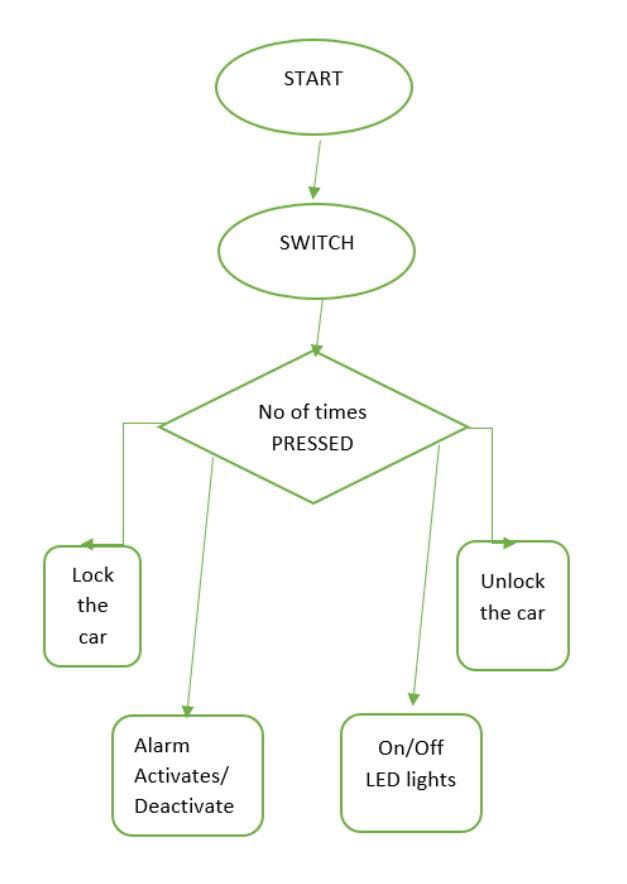 START
SWITCH
No of times
PRESSED
Lock
the
car
Unlock
the car
Alarm
Activates/
Deactivate
On/Off
LED lights